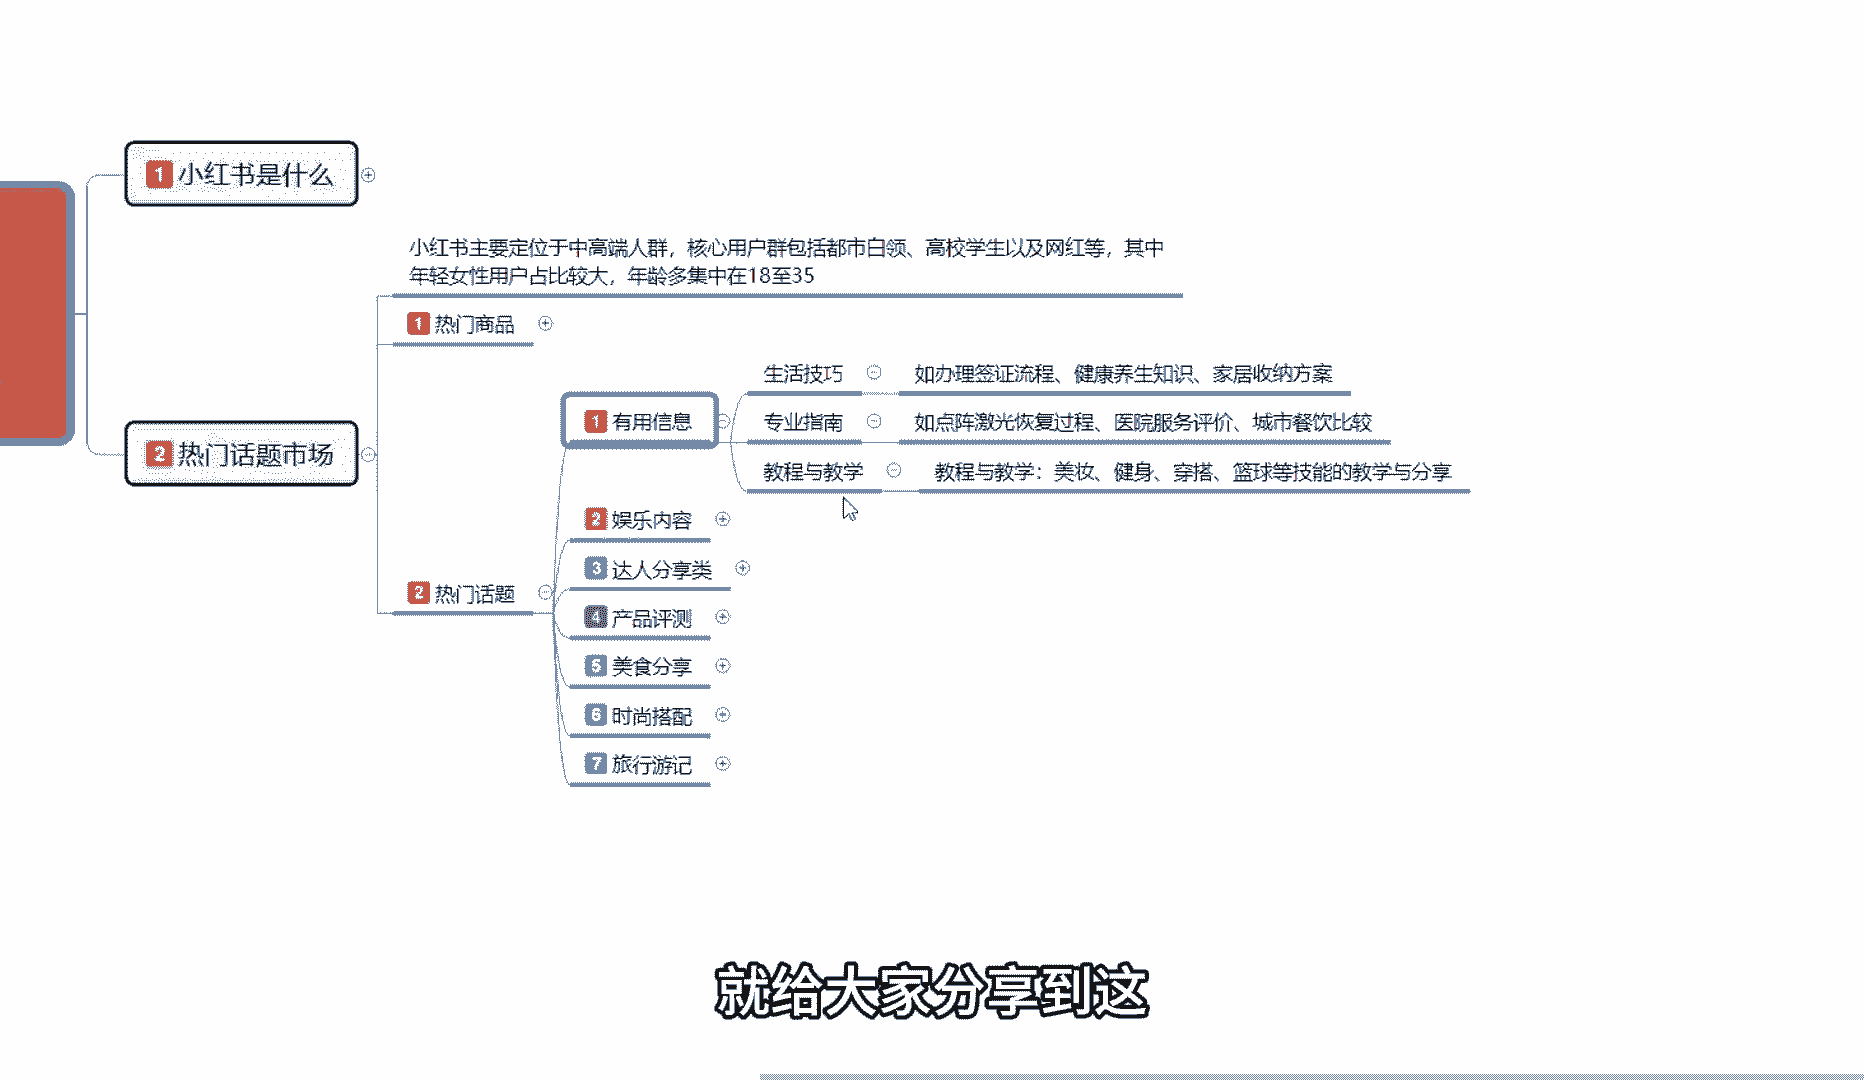 1 小红书是什么
小红书主要定位于中高端人群，核心用户群包括都市白领、高校学生以及网红等，其中
年轻女性用户占比较大，年龄多集中在18至35
1 热门商品
生活技巧 如办理签证流程、健康养生知识、家居收纳方案
1 有用信息
专业指南 如点阵激光恢复过程、医院服务评价、城市餐饮比较
2 热门话题市场
教程与教学 教程与教学：美妆、健身、穿搭、篮球等技能的教学与分享
2 娱乐内容
3 达人分享类
2 热门话题
4 产品评测
5 美食分享
6 时尚搭配
7 旅行游记
就给大家分享到这